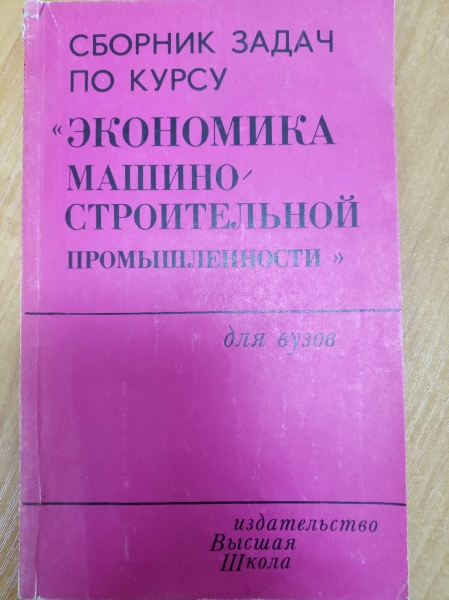 СБОРНИК ЗАДАЧ
ПО КУРСУ
«ЭКОНОМИКА
МАШИНО-
СТРОИТЕЛЬНОЙ
ПРОМЫШЛЕННОСТИ»
для вузов
издательство
Высшая
Школа